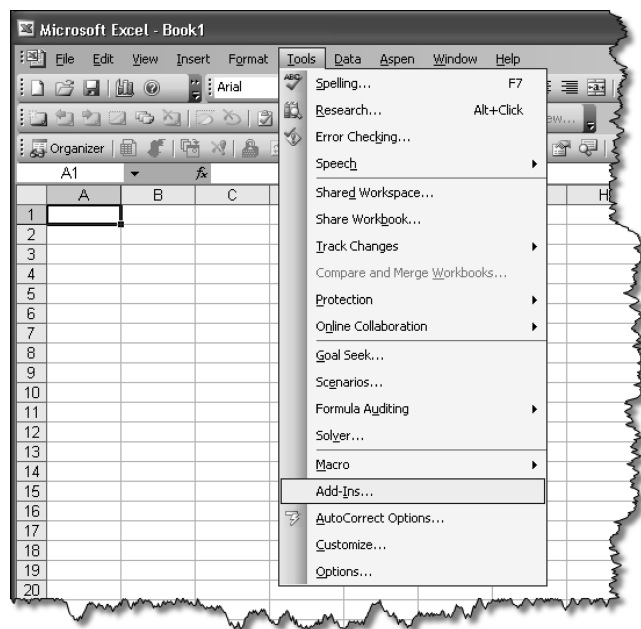 Microsoft Excel - Book1
File Edit View Insert Format Tools Data Aspen Window Help
Arial
Organizer
A1 fx
A B C H
1
2
3
4
5
6
7
8
9
10
11
12
13
14
15
16
17
18
19
20
ABC Spelling... F7
Research... Alt+Click
Error Checking...
Speech
Shared Workspace...
Share Workbook...
Track Changes
Compare and Merge Workbooks...
Protection
Online Collaboration
Goal Seek...
Scenarios...
Formula Auditing
Solver...
Macro
Add-Ins...
AutoCorrect Options...
Customize...
Options...